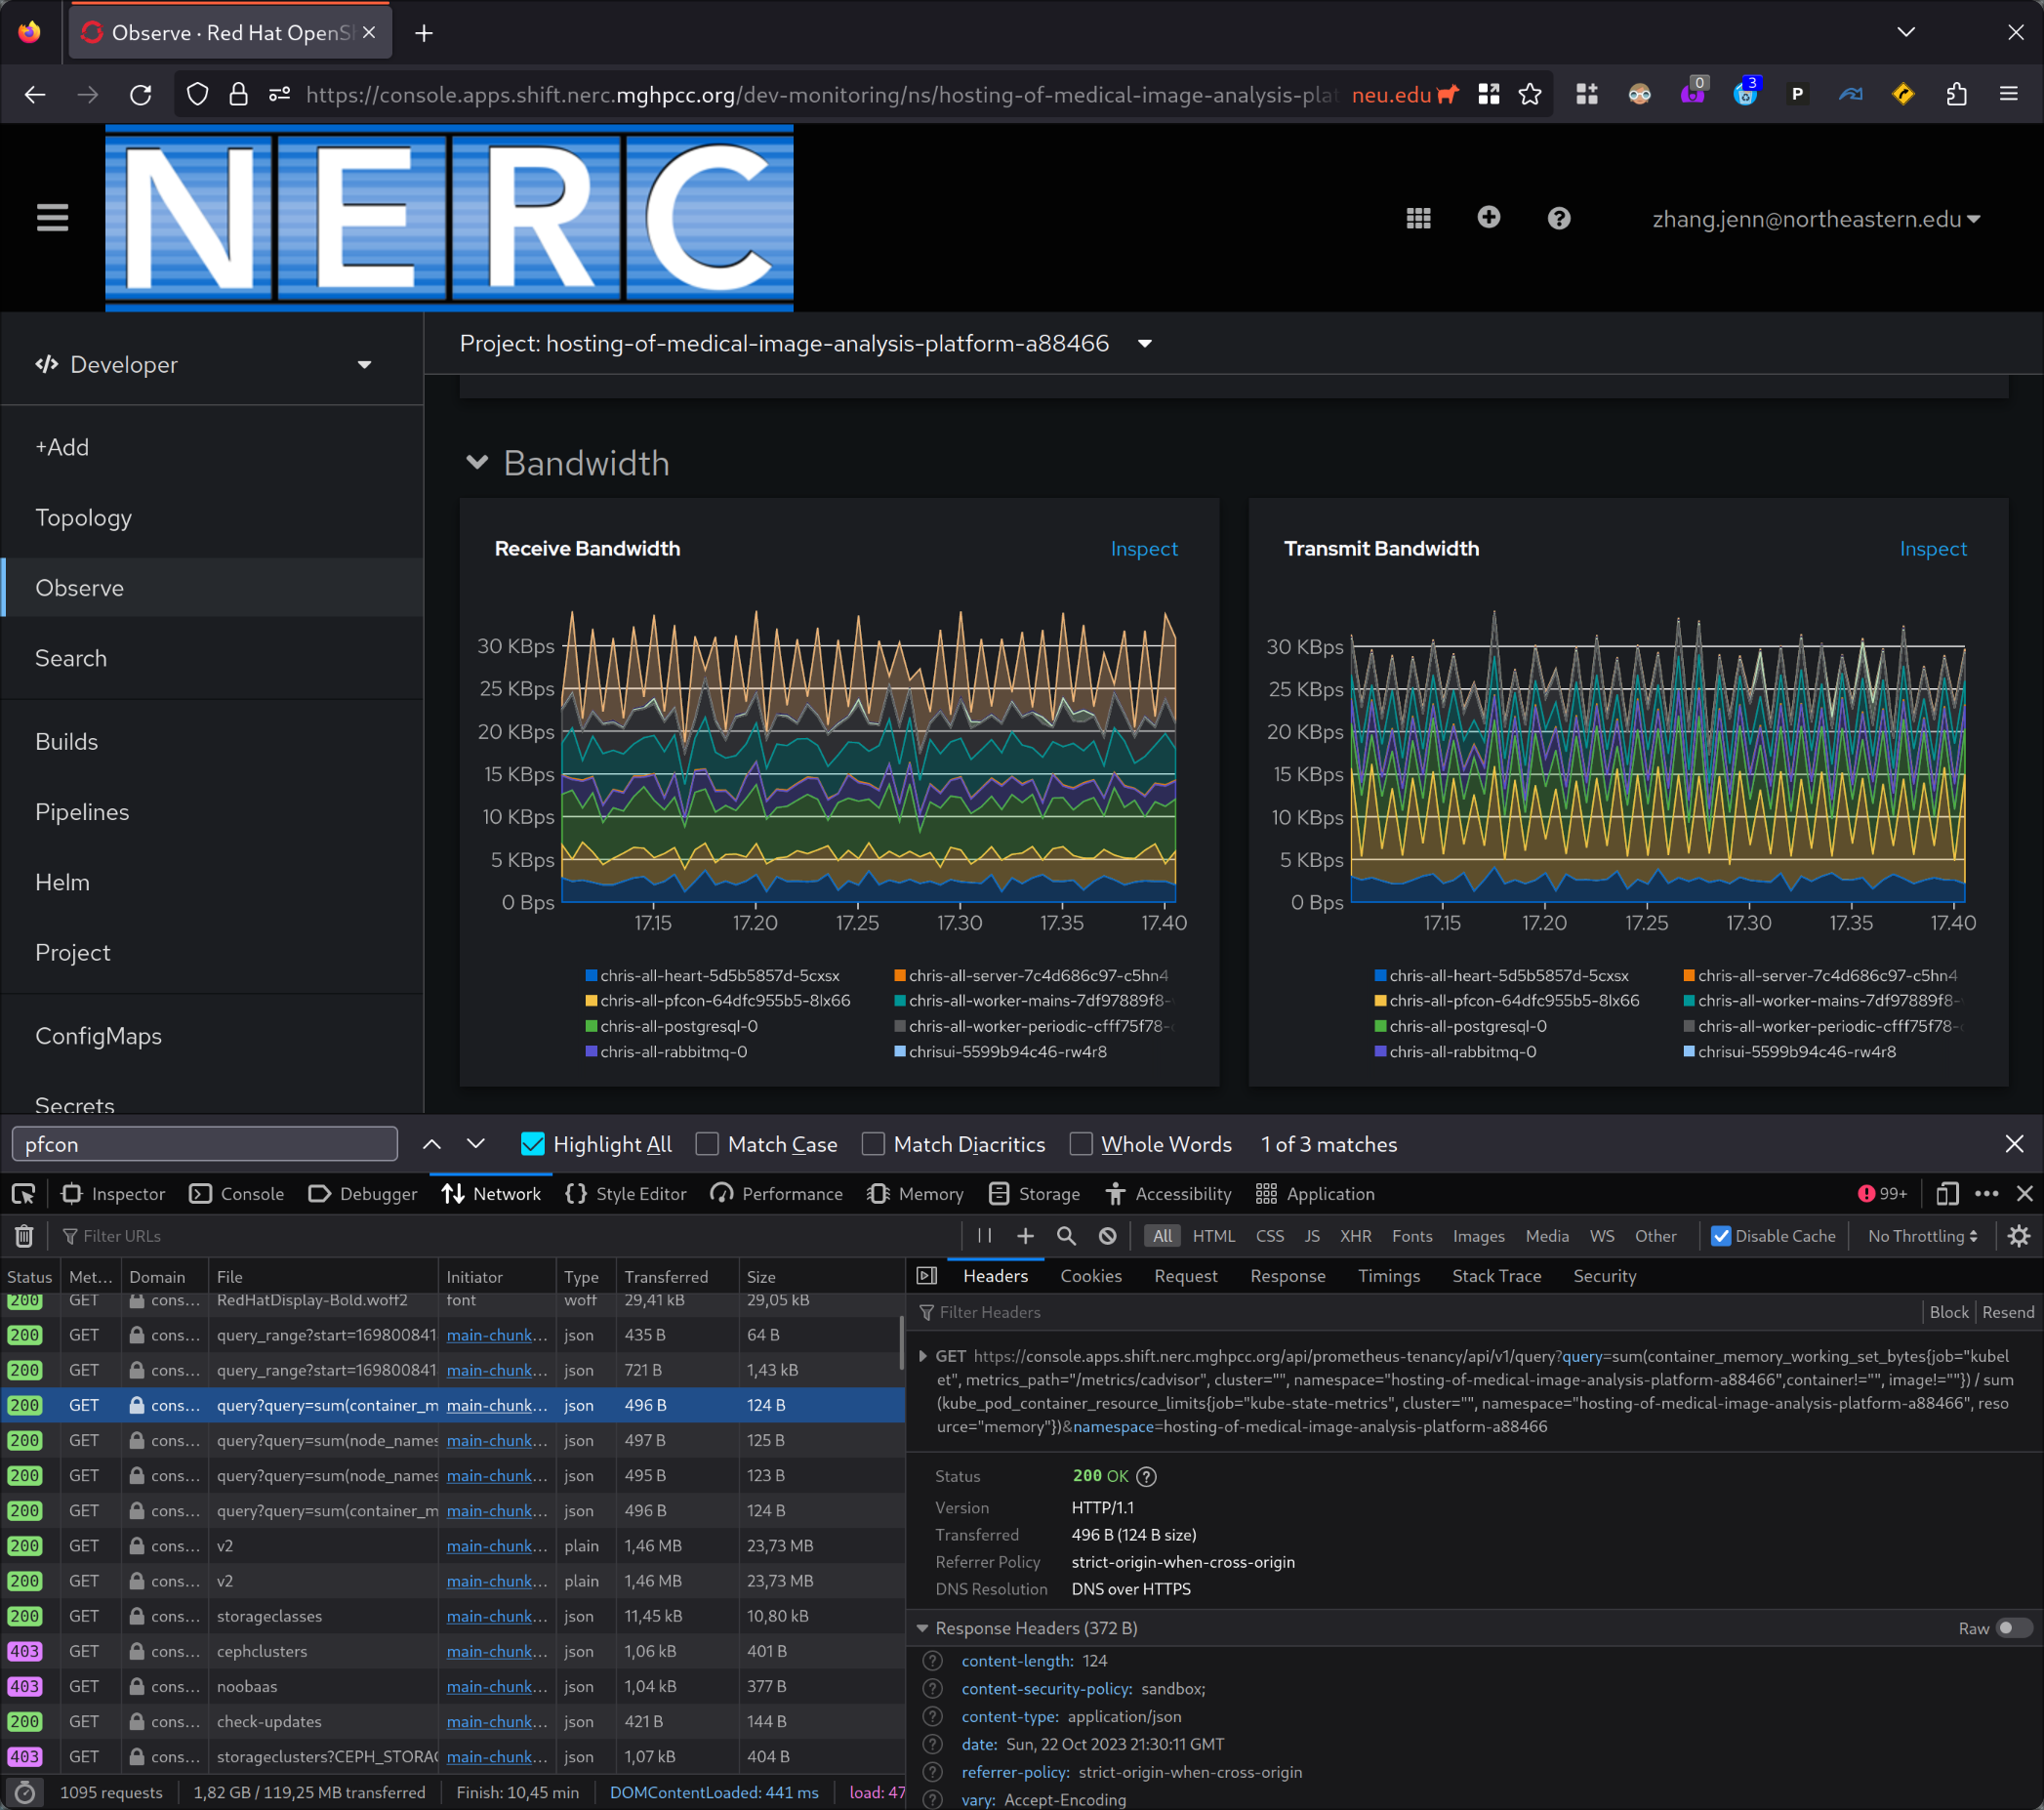 Observe · Red Hat OpenSh
https://console.apps.shift.nerc.mghpcc.org/dev-monitoring/ns/hosting-of-medical-image-analysis-plat
neu.edu
0
3
P
NERC
zhang.jenn@northeastern.edu
Developer
Project: hosting-of-medical-image-analysis-platform-a88466
+Add
Topology
Observe
Search
Builds
Pipelines
Helm
Project
ConfigMaps
Secrets
Bandwidth
Receive Bandwidth
Inspect
30 KBps
25 KBps
20 KBps
15 KBps
10 KBps
5 KBps
0 Bps
17.15 17.20 17.25 17.30 17.35 17.40
chris-all-heart-5d5b5857d-5cxsx
chris-all-server-7c4d686c97-c5hn4
chris-all-pfcon-64dfc955b5-8lx66
chris-all-worker-mains-7df97889f8-
chris-all-postgresql-0
chris-all-worker-periodic-cfff75f78-
chris-all-rabbitmq-0
chrisui-5599b94c46-rw4r8
Transmit Bandwidth
Inspect
30 KBps
25 KBps
20 KBps
15 KBps
10 KBps
5 KBps
0 Bps
17.15 17.20 17.25 17.30 17.35 17.40
chris-all-heart-5d5b5857d-5cxsx
chris-all-server-7c4d686c97-c5hn4
chris-all-pfcon-64dfc955b5-8lx66
chris-all-worker-mains-7df97889f8-
chris-all-postgresql-0
chris-all-worker-periodic-cfff75f78-
chris-all-rabbitmq-0
chrisui-5599b94c46-rw4r8
pfcon
Highlight All Match Case Match Diacritics Whole Words 1 of 3 matches
Inspector Console Debugger Network Style Editor Performance Memory Storage Accessibility Application 99+
Filter URLs
All HTML CSS JS XHR Fonts Images Media WS Other Disable Cache No Throttling
Status Met... Domain File Initiator Type Transferred Size
200 GET cons... RedHatDisplay-Bold.woff2 font woff 29,41 kB 29,05 kB
200 GET cons... query_range?start=169800841 main-chunk... json 435 B 64 B
200 GET cons... query_range?start=169800841 main-chunk... json 721 B 1,43 kB
200 GET cons... query?query=sum(container_m main-chunk... json 496 B 124 B
200 GET cons... query?query=sum(node_names main-chunk... json 497 B 125 B
200 GET cons... query?query=sum(node_names main-chunk... json 495 B 123 B
200 GET cons... query?query=sum(container_m main-chunk... json 496 B 124 B
200 GET cons... v2 main-chunk... plain 1,46 MB 23,73 MB
200 GET cons... v2 main-chunk... plain 1,46 MB 23,73 MB
200 GET cons... storageclasses main-chunk... json 11,45 kB 10,80 kB
403 GET cons... cephclusters main-chunk... json 1,06 kB 401 B
403 GET cons... noobaas main-chunk... json 1,04 kB 377 B
200 GET cons... check-updates main-chunk... json 421 B 144 B
403 GET cons... storageclusters?CEPH_STORAG main-chunk... json 1,07 kB 404 B
1095 requests 1,82 GB / 119,25 MB transferred Finish: 10,45 min DOMContentLoaded: 441 ms load: 47
Headers Cookies Request Response Timings Stack Trace Security
Filter Headers
Block Resend
GET https://console.apps.shift.nerc.mghpcc.org/api/prometheus-tenancy/api/v1/query?query=sum(container_memory_working_set_bytes{job="kubel
et", metrics_path="/metrics/cadvisor", cluster="", namespace="hosting-of-medical-image-analysis-platform-a88466",container!="", image!=""}) / sum
(kube_pod_container_resource_limits{job="kube-state-metrics", cluster="", namespace="hosting-of-medical-image-analysis-platform-a88466", reso
urce="memory"})&namespace=hosting-of-medical-image-analysis-platform-a88466
Status 200 OK
Version HTTP/1.1
Transferred 496 B (124 B size)
Referrer Policy strict-origin-when-cross-origin
DNS Resolution DNS over HTTPS
Response Headers (372 B)
Raw
content-length: 124
content-security-policy: sandbox;
content-type: application/json
date: Sun, 22 Oct 2023 21:30:11 GMT
referrer-policy: strict-origin-when-cross-origin
vary: Accept-Encoding